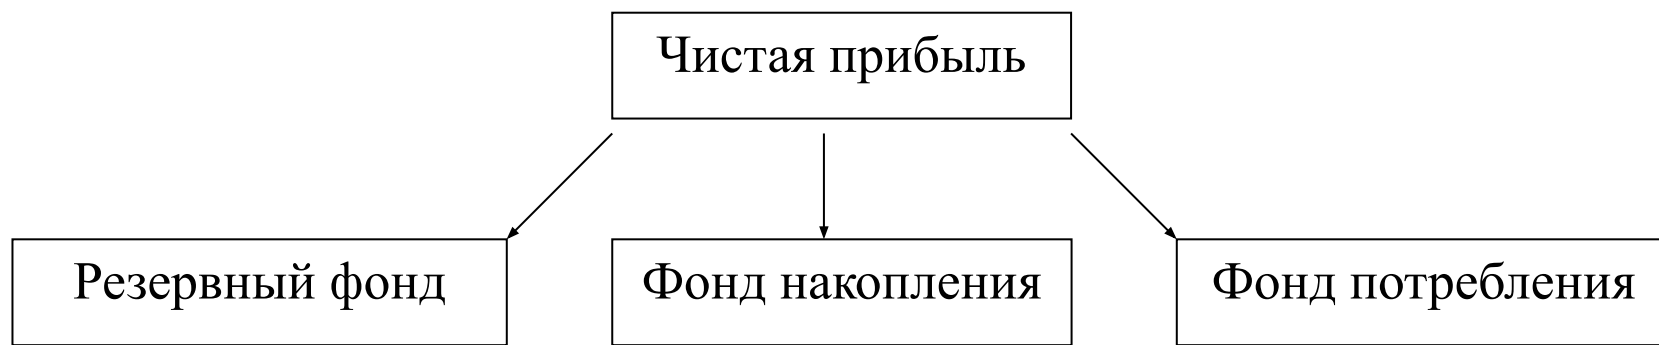 Чистая прибыль
Резервный фонд
Фонд накопления
Фонд потребления